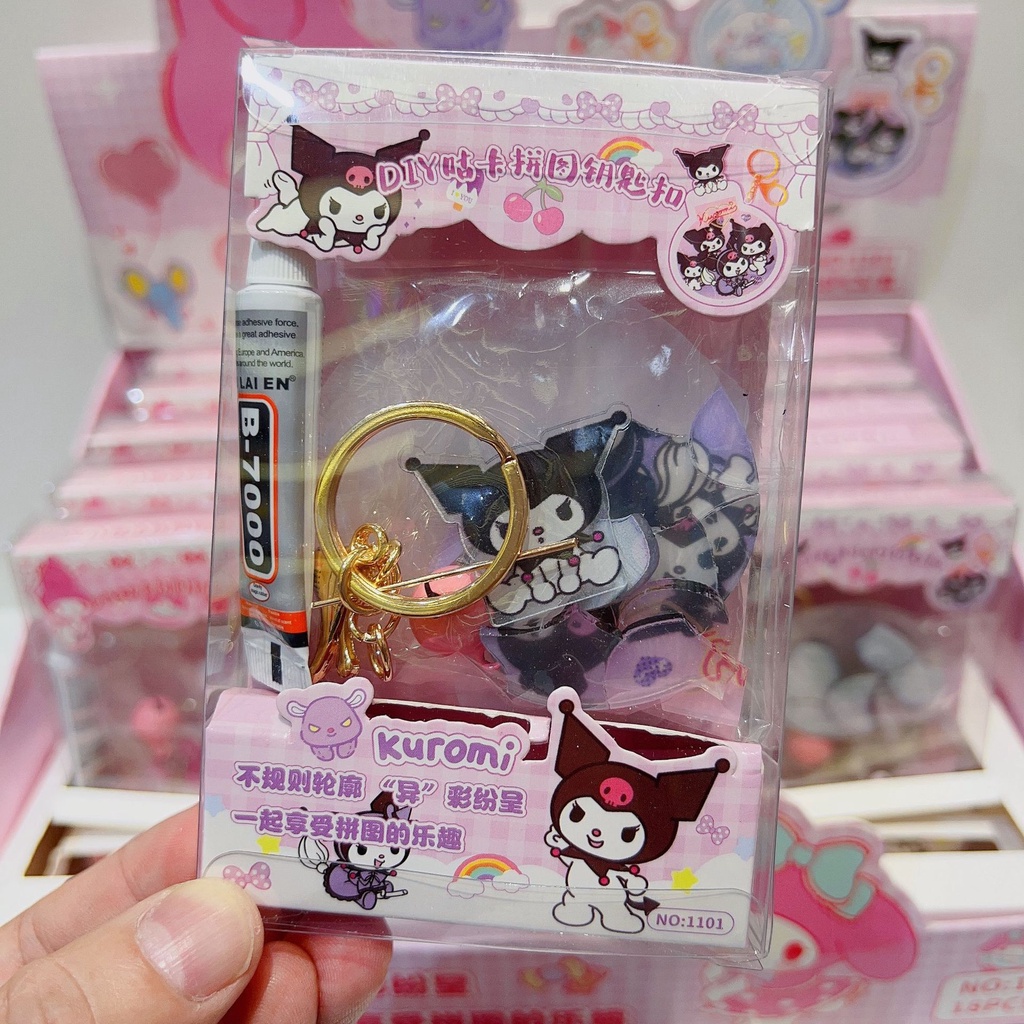 DIY咕卡拼图钥匙扣
I♥YOU
Kuromi
adhesive force,
great adhesive
Europe and America
around the world.
LAI EN®
B-7000
KUROMI
不规则轮廓“异”彩纷呈
一起享受拼图的乐趣
NO:1101